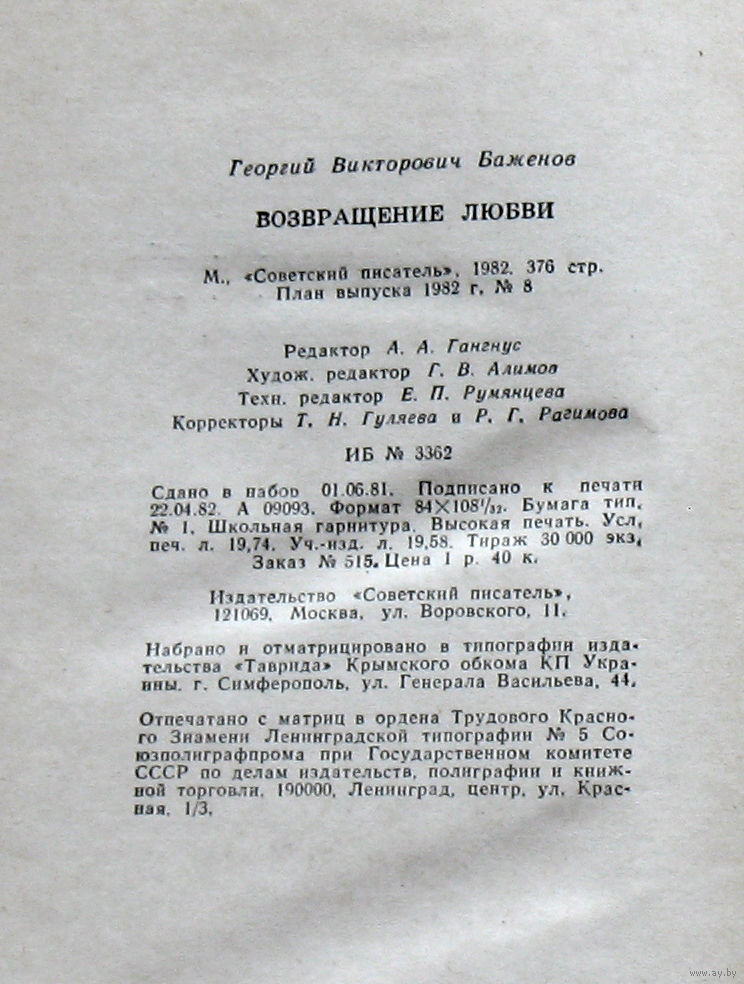 Георгий Викторович Баженов
ВОЗВРАЩЕНИЕ ЛЮБВИ
М., «Советский писатель», 1982. 376 стр.
План выпуска 1982 г. № 8
Редактор А. А. Гангнус
Худож. редактор Г. В. Алимов
Техн. редактор Е. П. Румянцева
Корректоры Т. Н. Гуляева и Р. Г. Рагимова
ИБ № 3362
Сдано в набор 01.06.81. Подписано к печати
22.04.82. А 09093. Формат 84×108¹/₃₂. Бумага тип.
№ 1. Школьная гарнитура. Высокая печать. Усл.
печ. л. 19,74. Уч.-изд. л. 19,58. Тираж 30 000 экз.
Заказ № 515. Цена 1 р. 40 к.
Издательство «Советский писатель»,
121069, Москва, ул. Воровского, 11.
Набрано и отматрицировано в типографии изда-
тельства «Таврида» Крымского обкома КП Укра-
ины. г. Симферополь, ул. Генерала Васильева, 44.
Отпечатано с матриц в ордена Трудового Красно-
го Знамени Ленинградской типографии № 5 Со-
юзполиграфпрома при Государственном комитете
СССР по делам издательств, полиграфии и книж-
ной торговли. 190000, Ленинград, центр, ул. Крас-
ная, 1/3.
www.ay.by